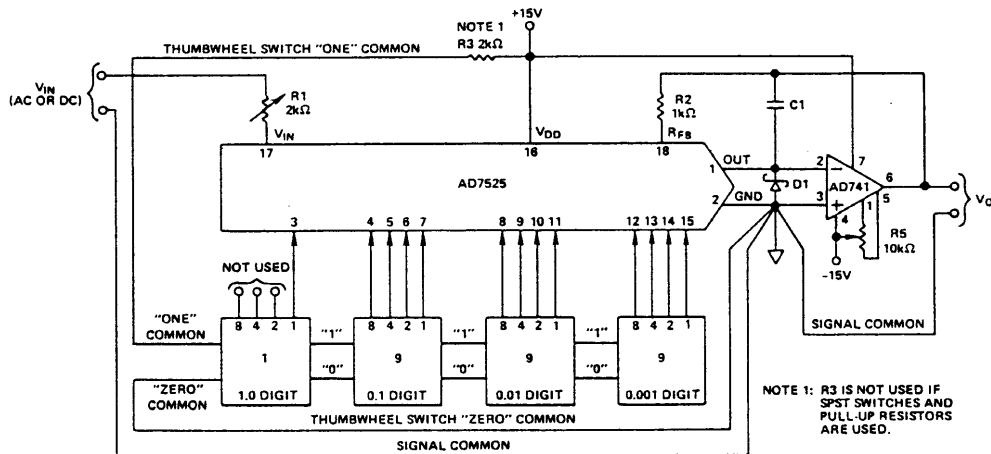 +15V
NOTE 1
R3 2kΩ
THUMBWHEEL SWITCH "ONE" COMMON
VIN
(AC OR DC)
R1
2kΩ
R2
1kΩ
C1
VIN
VDD
RFB
17
16
18
7
1
OUT
2
AD7525
AD741
6
D1
2
GND
3
1
5
VO
4
R5
10kΩ
-15V
3
4 5 6 7
8 9 10 11
12 13 14 15
NOT USED
8 4 2 1
8 4 2 1
8 4 2 1
8 4 2 1
"ONE"
COMMON
"1"
"1"
"1"
1
9
9
9
"0"
"0"
"0"
"ZERO"
COMMON
1.0 DIGIT
0.1 DIGIT
0.01 DIGIT
0.001 DIGIT
SIGNAL COMMON
THUMBWHEEL SWITCH "ZERO" COMMON
SIGNAL COMMON
NOTE 1: R3 IS NOT USED IF
SPST SWITCHES AND
PULL-UP RESISTORS
ARE USED.